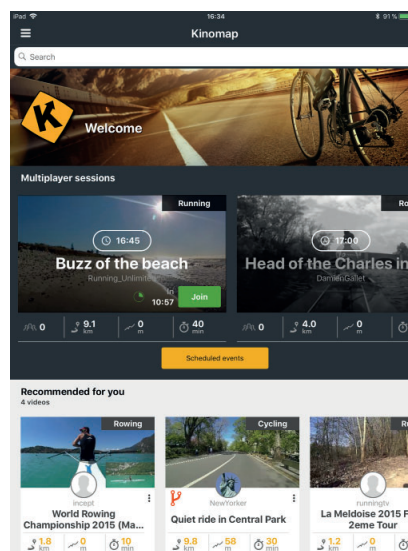 iPad
16:34
91 %
Kinomap
Search
Welcome
Multiplayer sessions
Running
Ro
16:45
17:00
Buzz of the beach
Head of the Charles in
Running_Unlimited
DamienGallet
In
10:57
Join
0
9.1
km
0
m
40
min
0
4.0
km
0
m
Scheduled events
Recommended for you
4 videos
Rowing
Cycling
Ru
incept
NewYorker
runningtv
World Rowing
Championship 2015 (Ma...
Quiet ride in Central Park
La Meldoise 2015 F
2eme Tour
1.8
km
0
m
10
min
9.8
km
58
m
30
min
1.2
km
0
m